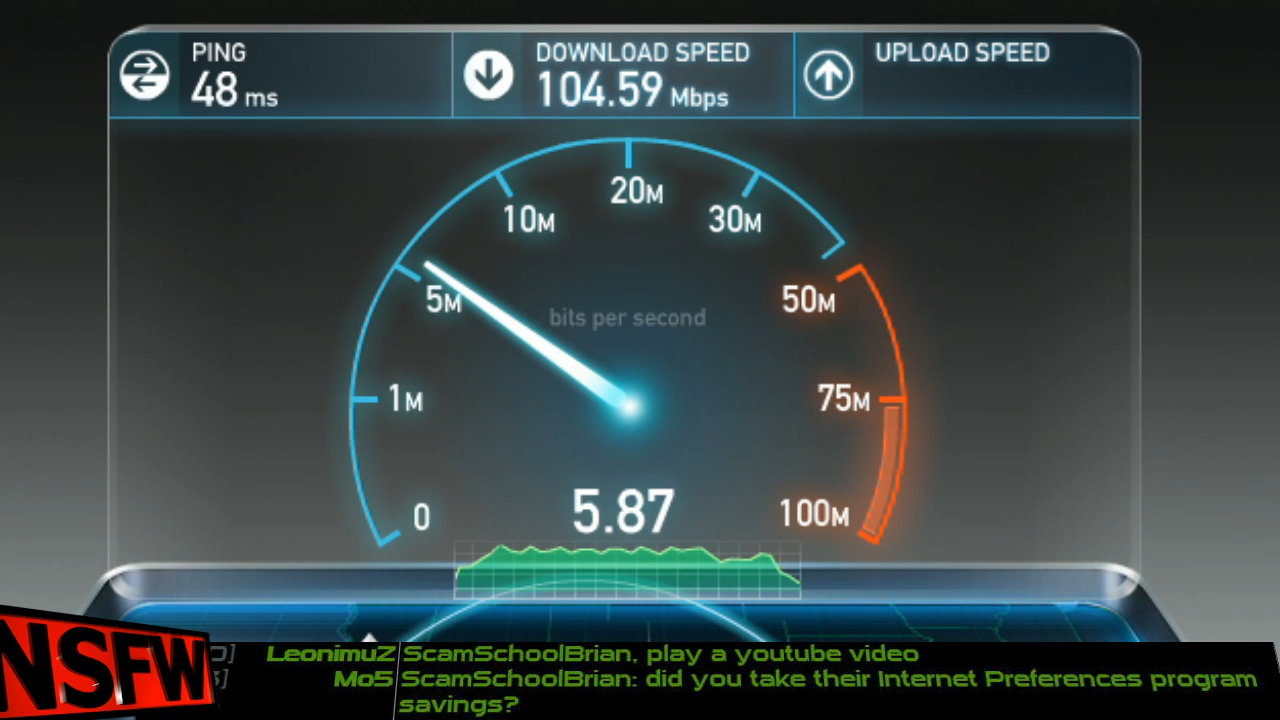 PING
48 ms
DOWNLOAD SPEED
104.59 Mbps
UPLOAD SPEED
20M
10M
30M
5M
50M
bits per second
1M
75M
0
5.87
100M
NSFW
LeonimuZ ScamSchoolBrian, play a youtube video
Mo5 ScamSchoolBrian: did you take their Internet Preferences program
savings?